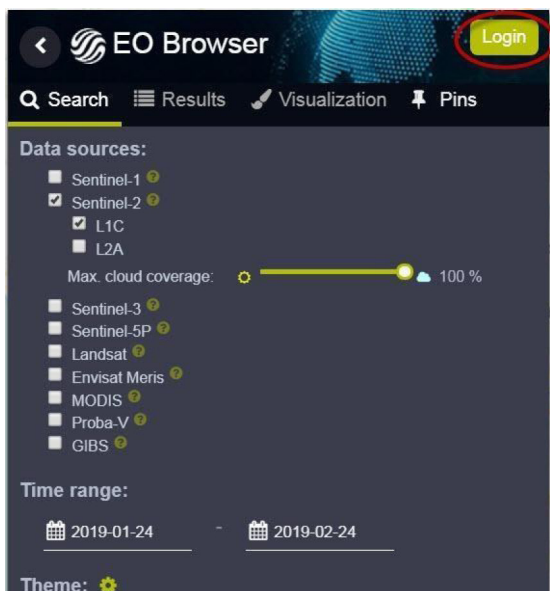 EO Browser Login
Search Results Visualization Pins
Data sources:
Sentinel-1
Sentinel-2
L1C
L2A
Max. cloud coverage: 100 %
Sentinel-3
Sentinel-5P
Landsat
Envisat Meris
MODIS
Proba-V
GIBS
Time range:
2019-01-24 - 2019-02-24
Theme: